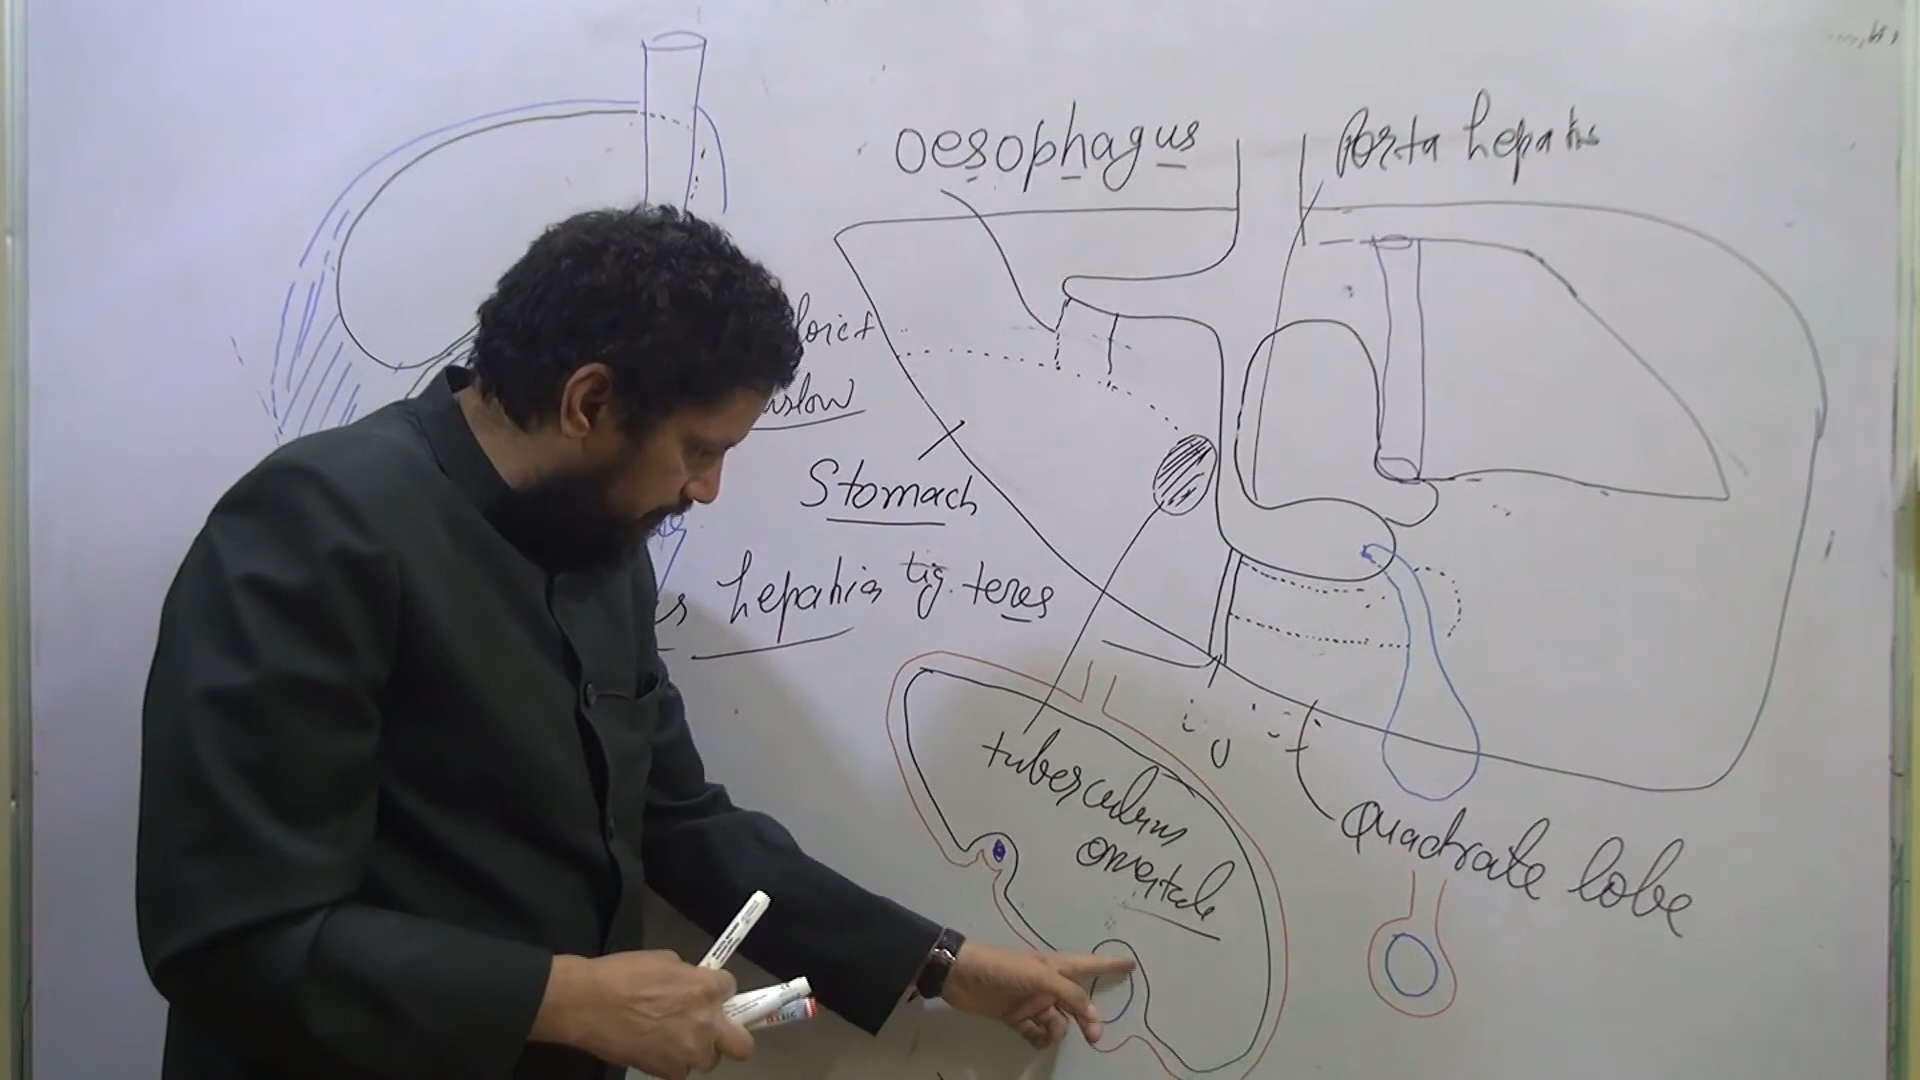 oesophagus
Porta hepatis
Stomach
hepatis
lig. teres
tuberculum
omentale
Quadrate lobe